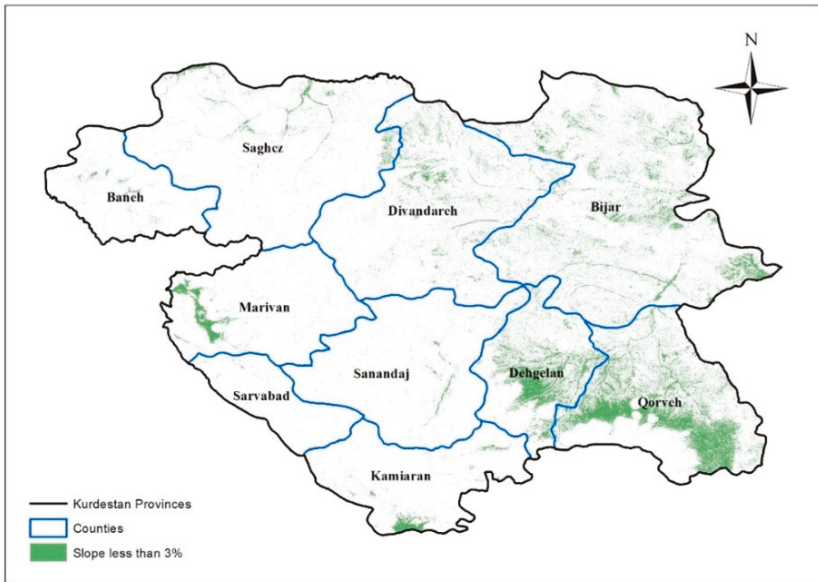 N
Saghez
Baneh
Divandareh
Bijar
Marivan
Sanandaj
Dehgelan
Sarvabad
Qorveh
Kamiaran
Kurdestan Provinces
Counties
Slope less than 3%